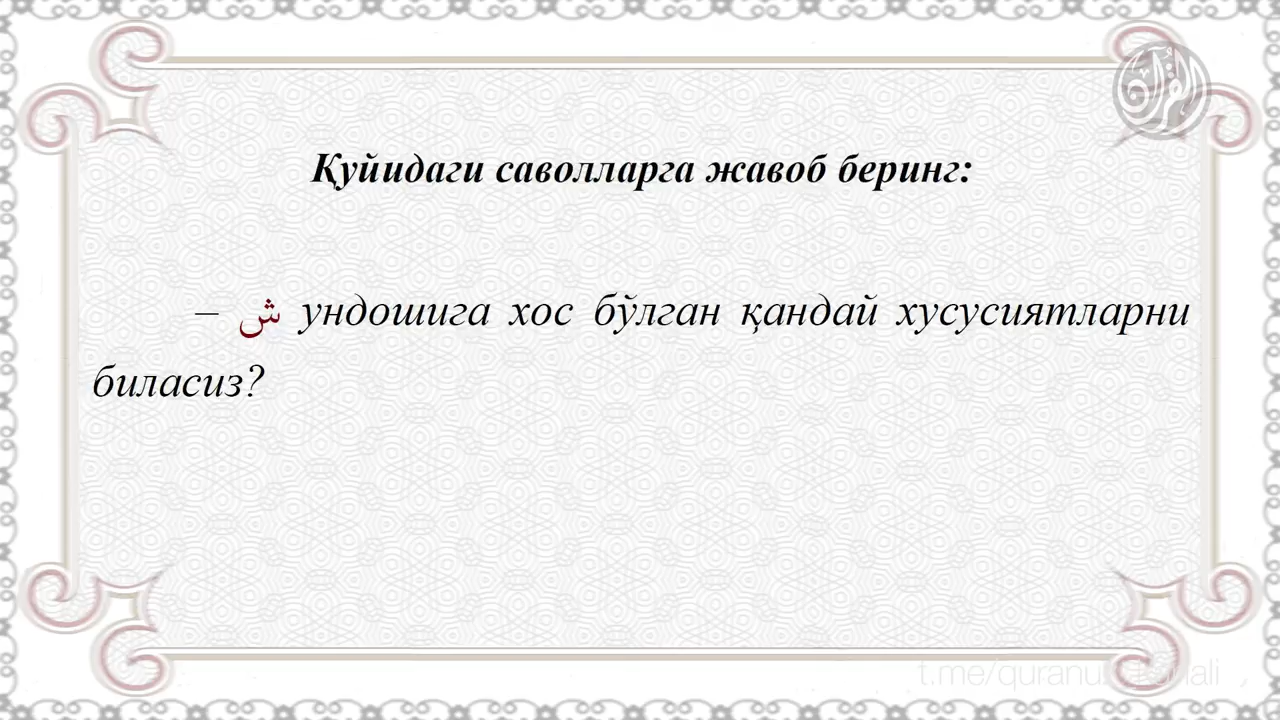 Қуйидаги саволларга жавоб беринг:
– ش ундошига хос бўлган қандай хусусиятларни
биласиз?